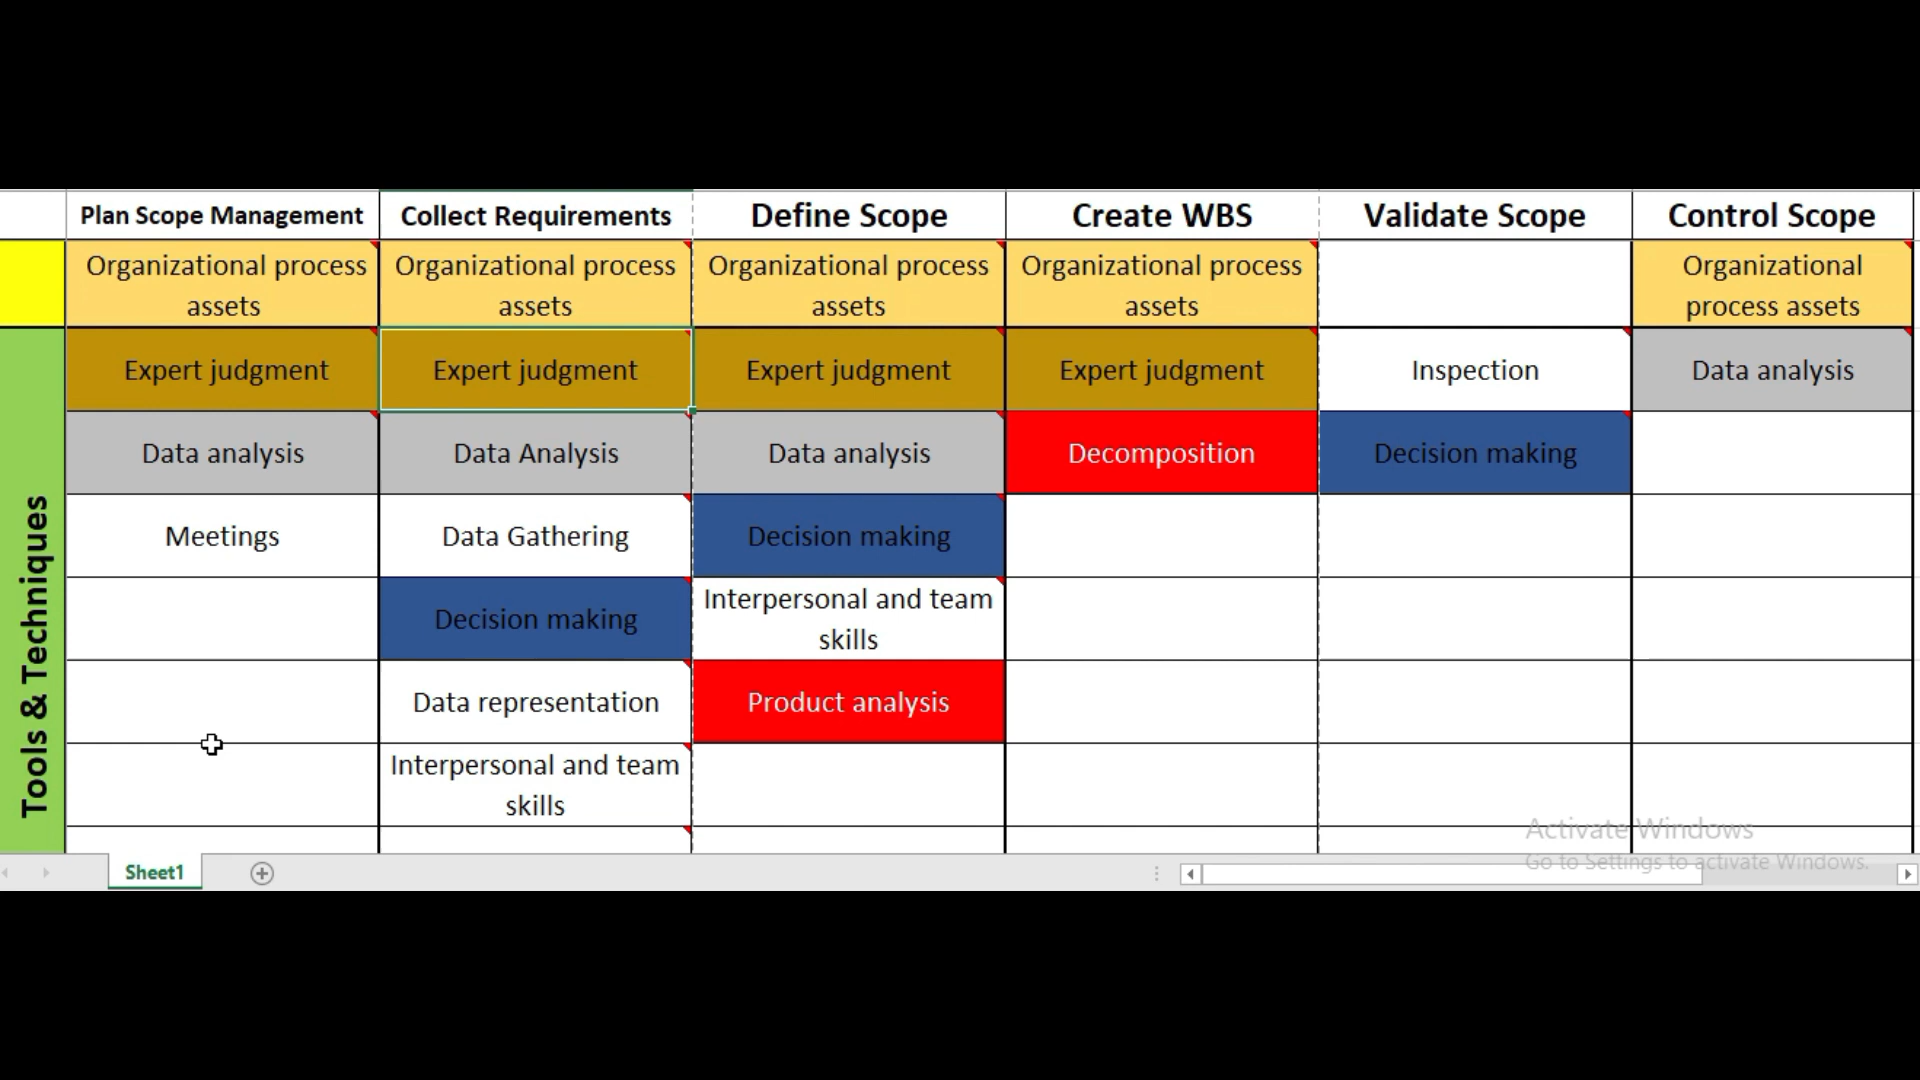 Plan Scope Management
Collect Requirements
Define Scope
Create WBS
Validate Scope
Control Scope
Organizational process
assets
Organizational process
assets
Organizational process
assets
Organizational process
assets
Organizational
process assets
Tools & Techniques
Expert judgment
Expert judgment
Expert judgment
Expert judgment
Inspection
Data analysis
Data analysis
Data Analysis
Data analysis
Decomposition
Decision making
Meetings
Data Gathering
Decision making
Decision making
Interpersonal and team
skills
Data representation
Product analysis
Interpersonal and team
skills
Activate Windows
Go to Settings to activate Windows.
Sheet1